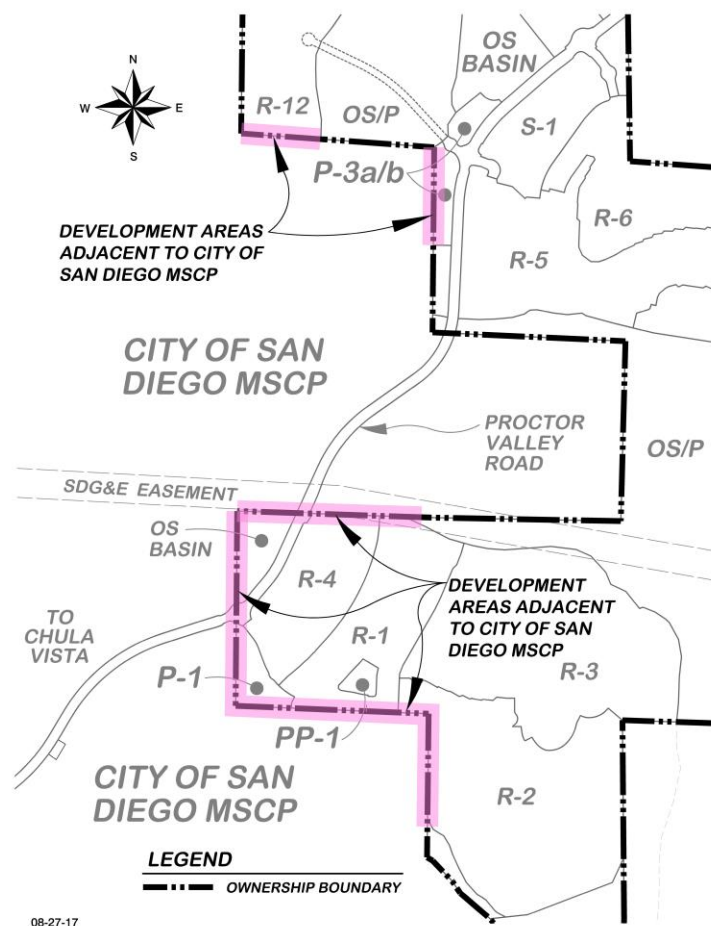 N
W
E
S
OS
BASIN
R-12
OS/P
S-1
P-3a/b
R-6
DEVELOPMENT AREAS
ADJACENT TO CITY OF
SAN DIEGO MSCP
R-5
CITY OF SAN
DIEGO MSCP
PROCTOR
VALLEY
ROAD
OS/P
SDG&E EASEMENT
OS
BASIN
R-4
DEVELOPMENT
AREAS ADJACENT
TO CITY OF SAN
DIEGO MSCP
TO
CHULA
VISTA
R-1
R-3
P-1
PP-1
CITY OF SAN
DIEGO MSCP
R-2
LEGEND
OWNERSHIP BOUNDARY
08-27-17